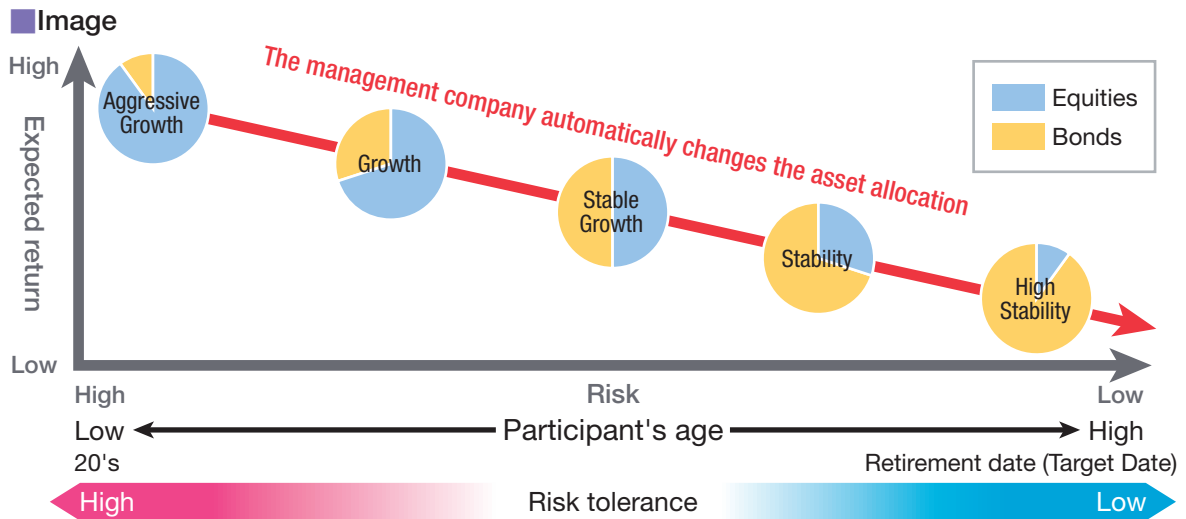 Image
High
Expected return
Low
The management company automatically changes the asset allocation
Equities
Bonds
Aggressive
Growth
Growth
Stable
Growth
Stability
High
Stability
High
Risk
Low
Low
Participant's age
High
20's
Retirement date (Target Date)
High
Risk tolerance
Low